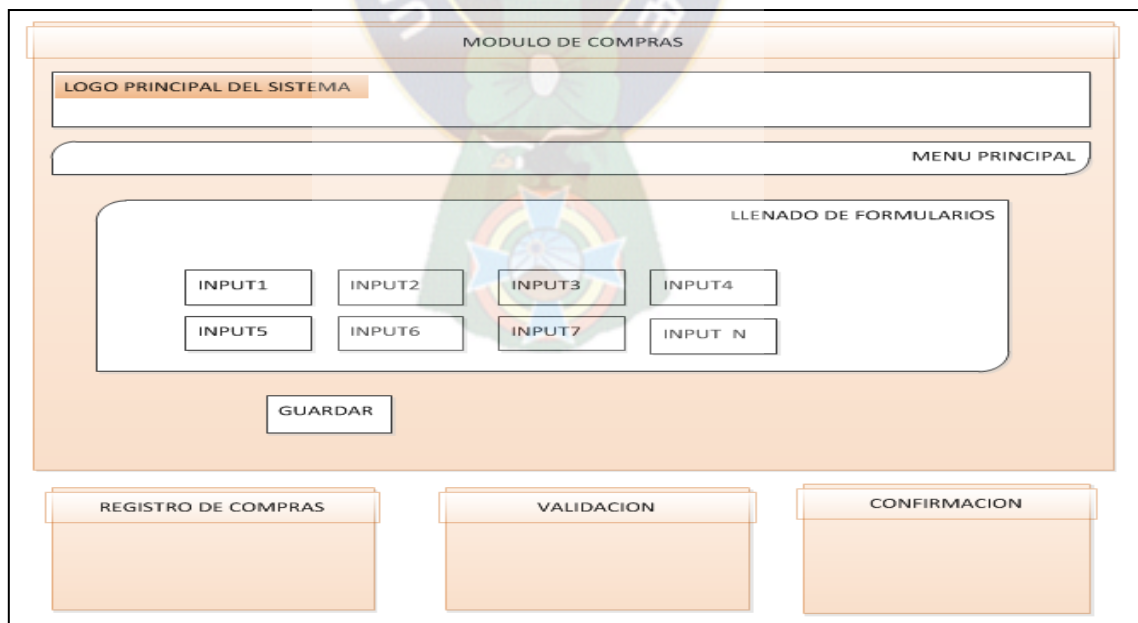 MODULO DE COMPRAS
LOGO PRINCIPAL DEL SISTEMA
MENU PRINCIPAL
LLENADO DE FORMULARIOS
INPUT1 INPUT2 INPUT3 INPUT4
INPUT5 INPUT6 INPUT7 INPUT N
GUARDAR
REGISTRO DE COMPRAS VALIDACION CONFIRMACION